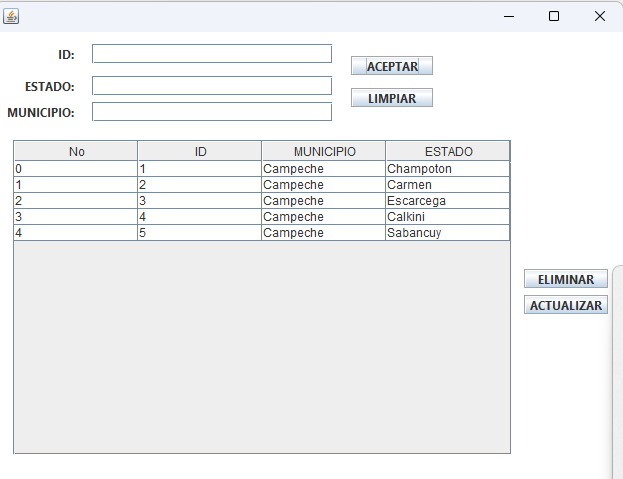 ID:
ACEPTAR
ESTADO:
LIMPIAR
MUNICIPIO:
No ID MUNICIPIO ESTADO
0 1 Campeche Champoton
1 2 Campeche Carmen
2 3 Campeche Escarcega
3 4 Campeche Calkini
4 5 Campeche Sabancuy
ELIMINAR
ACTUALIZAR